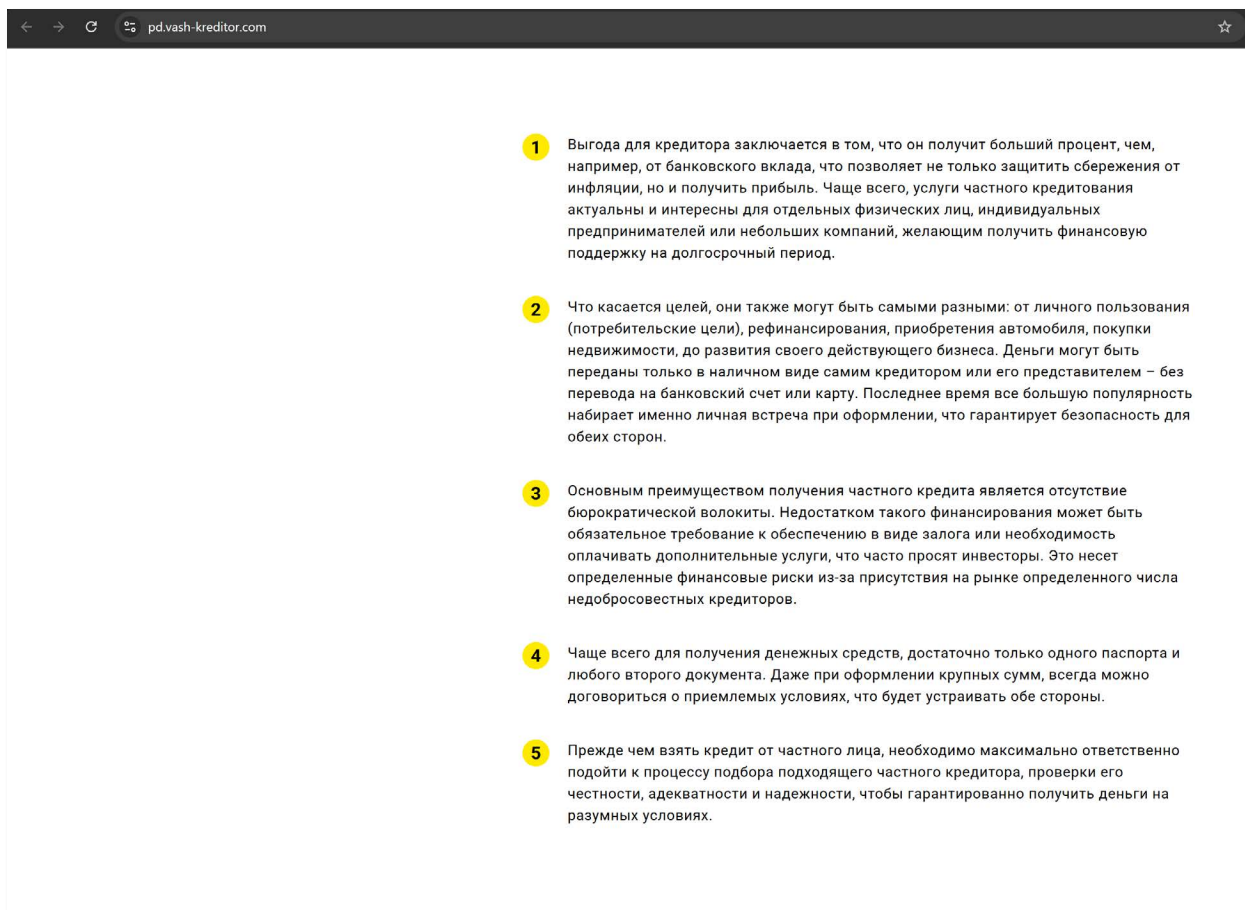 pd.vash-kreditor.com
1
Выгода для кредитора заключается в том, что он получит больший процент, чем,
например, от банковского вклада, что позволяет не только защитить сбережения от
инфляции, но и получить прибыль. Чаще всего, услуги частного кредитования
актуальны и интересны для отдельных физических лиц, индивидуальных
предпринимателей или небольших компаний, желающим получить финансовую
поддержку на долгосрочный период.
2
Что касается целей, они также могут быть самыми разными: от личного пользования
(потребительские цели), рефинансирования, приобретения автомобиля, покупки
недвижимости, до развития своего действующего бизнеса. Деньги могут быть
переданы только в наличном виде самим кредитором или его представителем – без
перевода на банковский счет или карту. Последнее время все большую популярность
набирает именно личная встреча при оформлении, что гарантирует безопасность для
обеих сторон.
3
Основным преимуществом получения частного кредита является отсутствие
бюрократической волокиты. Недостатком такого финансирования может быть
обязательное требование к обеспечению в виде залога или необходимость
оплачивать дополнительные услуги, что часто просят инвесторы. Это несет
определенные финансовые риски из-за присутствия на рынке определенного числа
недобросовестных кредиторов.
4
Чаще всего для получения денежных средств, достаточно только одного паспорта и
любого второго документа. Даже при оформлении крупных сумм, всегда можно
договориться о приемлемых условиях, что будет устраивать обе стороны.
5
Прежде чем взять кредит от частного лица, необходимо максимально ответственно
подойти к процессу подбора подходящего частного кредитора, проверки его
честности, адекватности и надежности, чтобы гарантированно получить деньги на
разумных условиях.